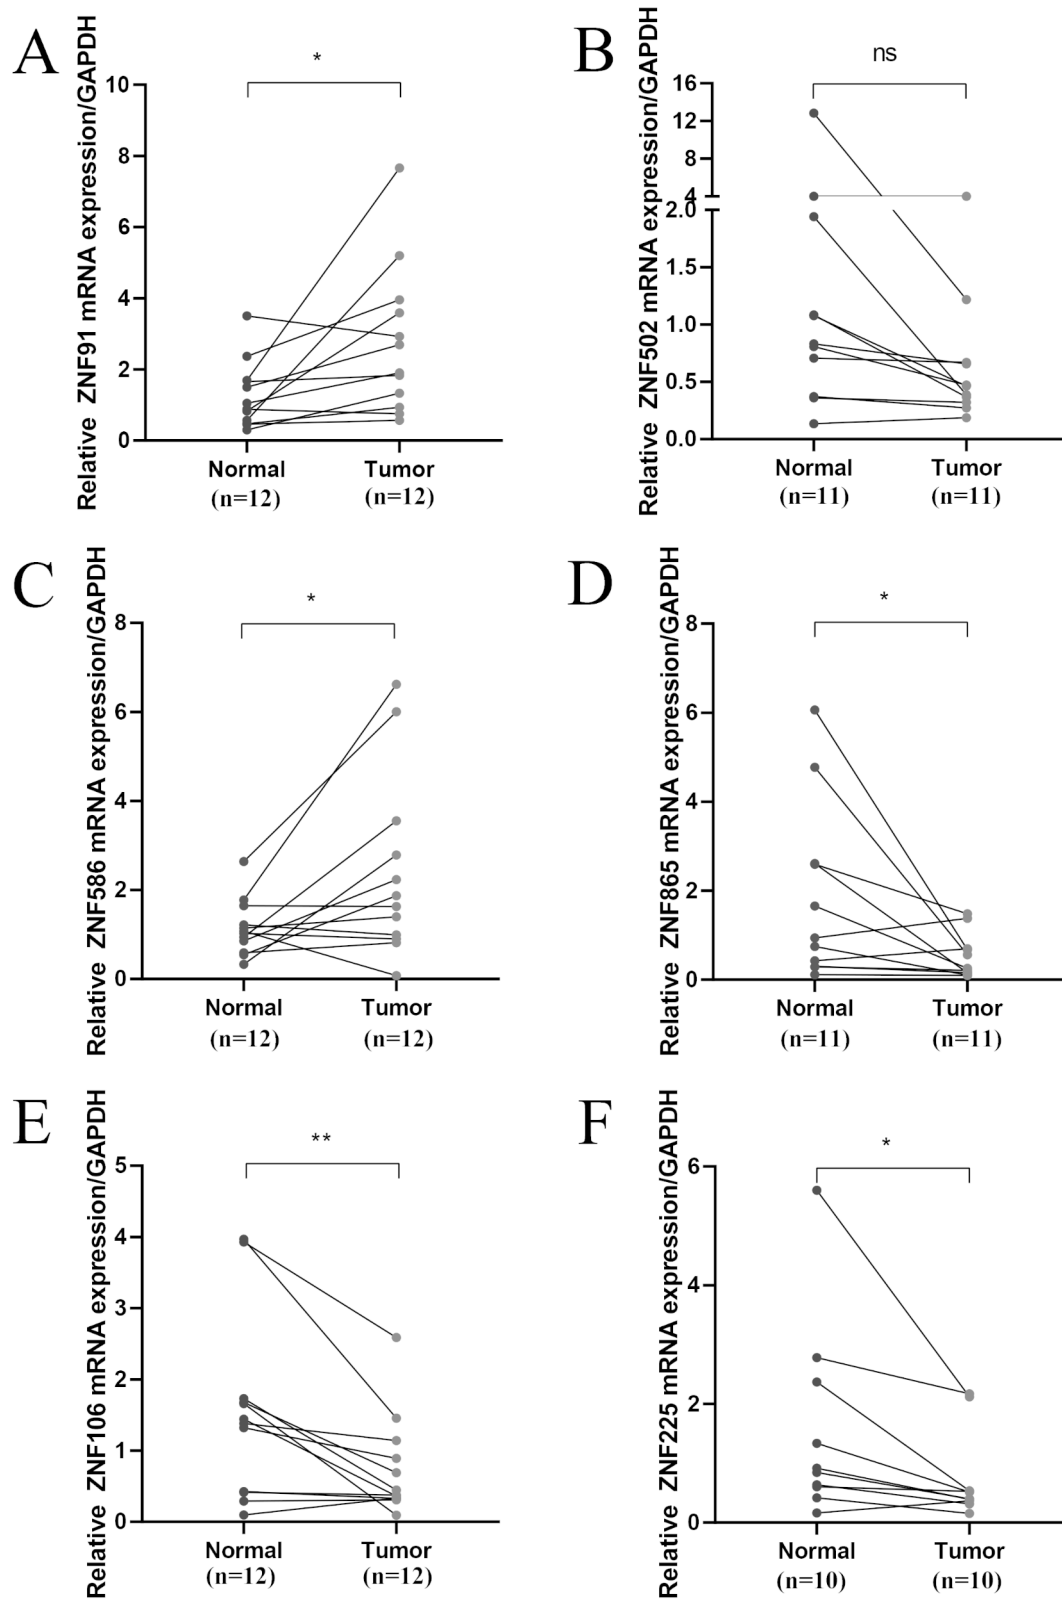 A
Relative ZNF91 mRNA expression/GAPDH
*
10
8
6
4
2
0
Normal
Tumor
(n=12)
(n=12)
B
Relative ZNF502 mRNA expression/GAPDH
ns
16
12
8
4
2.0
1.5
1.0
0.5
0.0
Normal
Tumor
(n=11)
(n=11)
C
Relative ZNF586 mRNA expression/GAPDH
*
8
6
4
2
0
Normal
Tumor
(n=12)
(n=12)
D
Relative ZNF865 mRNA expression/GAPDH
*
8
6
4
2
0
Normal
Tumor
(n=11)
(n=11)
E
Relative ZNF106 mRNA expression/GAPDH
**
5
4
3
2
1
0
Normal
Tumor
(n=12)
(n=12)
F
Relative ZNF225 mRNA expression/GAPDH
*
6
4
2
0
Normal
Tumor
(n=10)
(n=10)